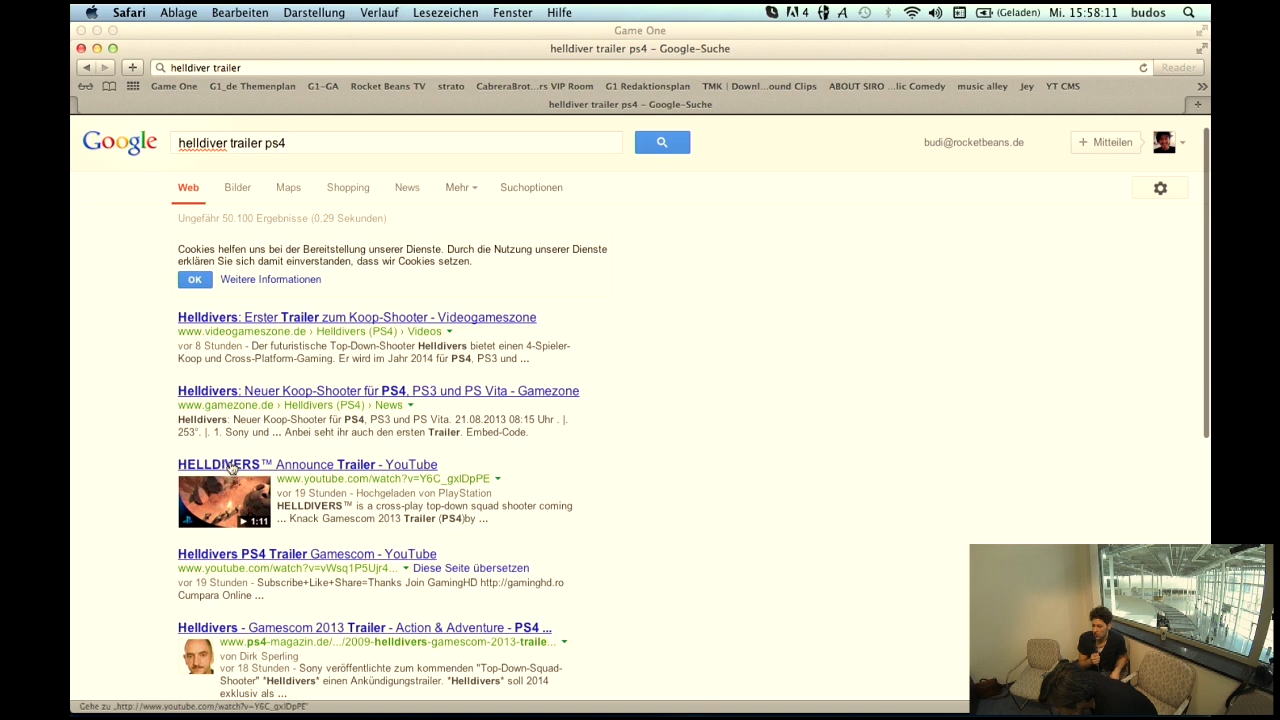 Safari Ablage Bearbeiten Darstellung Verlauf Lesezeichen Fenster Hilfe 4 (Geladen) Mi. 15:58:11 budos
Game One
helldiver trailer ps4 – Google-Suche
helldiver trailer Reader
Game One G1_de Themenplan G1-GA Rocket Beans TV strato CabreraBrot...rs VIP Room G1 Redaktionsplan TMK | Downl...ound Clips ABOUT SIRO ...lic Comedy music alley Jey YT CMS
helldiver trailer ps4 – Google-Suche
Google helldiver trailer ps4 budi@rocketbeans.de + Mitteilen
Web Bilder Maps Shopping News Mehr Suchoptionen
Ungefähr 50.100 Ergebnisse (0.29 Sekunden)
Cookies helfen uns bei der Bereitstellung unserer Dienste. Durch die Nutzung unserer Dienste
erklären Sie sich damit einverstanden, dass wir Cookies setzen.
OK Weitere Informationen
Helldivers: Erster Trailer zum Koop-Shooter - Videogameszone
www.videogameszone.de › Helldivers (PS4) › Videos
vor 8 Stunden - Der futuristische Top-Down-Shooter Helldivers bietet einen 4-Spieler-
Koop und Cross-Platform-Gaming. Er wird im Jahr 2014 für PS4, PS3 und ...
Helldivers: Neuer Koop-Shooter für PS4, PS3 und PS Vita - Gamezone
www.gamezone.de › Helldivers (PS4) › News
Helldivers: Neuer Koop-Shooter für PS4, PS3 und PS Vita. 21.08.2013 08:15 Uhr . |.
253°. |. 1. Sony und ... Anbei seht ihr auch den ersten Trailer. Embed-Code.
HELLDIVERS™ Announce Trailer - YouTube
www.youtube.com/watch?v=Y6C_gxIDpPE
vor 19 Stunden - Hochgeladen von PlayStation
HELLDIVERS™ is a cross-play top-down squad shooter coming
... Knack Gamescom 2013 Trailer (PS4)by ...
1:11
Helldivers PS4 Trailer Gamescom - YouTube
www.youtube.com/watch?v=vWsq1P5Ujr4... Diese Seite übersetzen
vor 19 Stunden - Subscribe+Like+Share=Thanks Join GamingHD http://gaminghd.ro
Cumpara Online ...
Helldivers - Gamescom 2013 Trailer - Action & Adventure - PS4 ...
www.ps4-magazin.de/.../2009-helldivers-gamescom-2013-traile...
von Dirk Sperling
vor 18 Stunden - Sony veröffentlichte zum kommenden "Top-Down-Squad-
Shooter" *Helldivers* einen Ankündigungstrailer. *Helldivers* soll 2014
exklusiv als ...
Gehe zu „http://www.youtube.com/watch?v=Y6C_gxIDpPE"